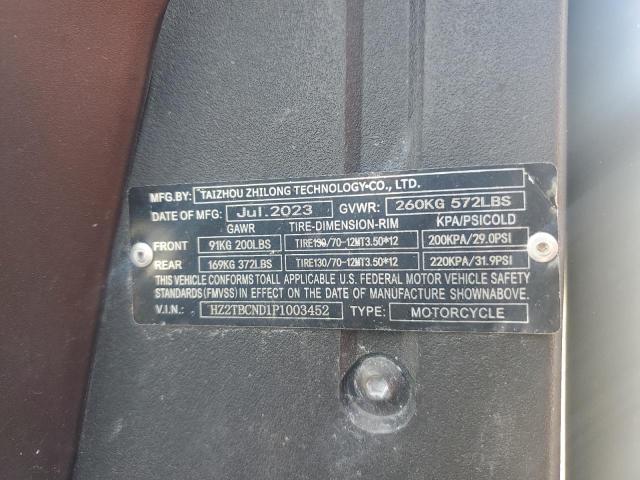 MFG.BY: TAIZHOU ZHILONG TECHNOLOGY•CO., LTD.
DATE OF MFG: Jul.2023 GVWR: 260KG 572LBS
GAWR TIRE-DIMENSION-RIM KPA/PSICOLD
FRONT 91KG 200LBS TIRE130/70-12MT3.50*12 200KPA/29.0PSI
REAR 169KG 372LBS TIRE130/70-12MT3.50*12 220KPA/31.9PSI
THIS VEHICLE CONFORMS TOALL APPLICABLE U.S. FEDERAL MOTOR VEHICLE SAFETY
STANDARDS (FMVSS) IN EFFECT ON THE DATE OF MANUFACTURE SHOWNABOVE.
V.I.N.: HZ2TBCND1P1003452 TYPE: MOTORCYCLE